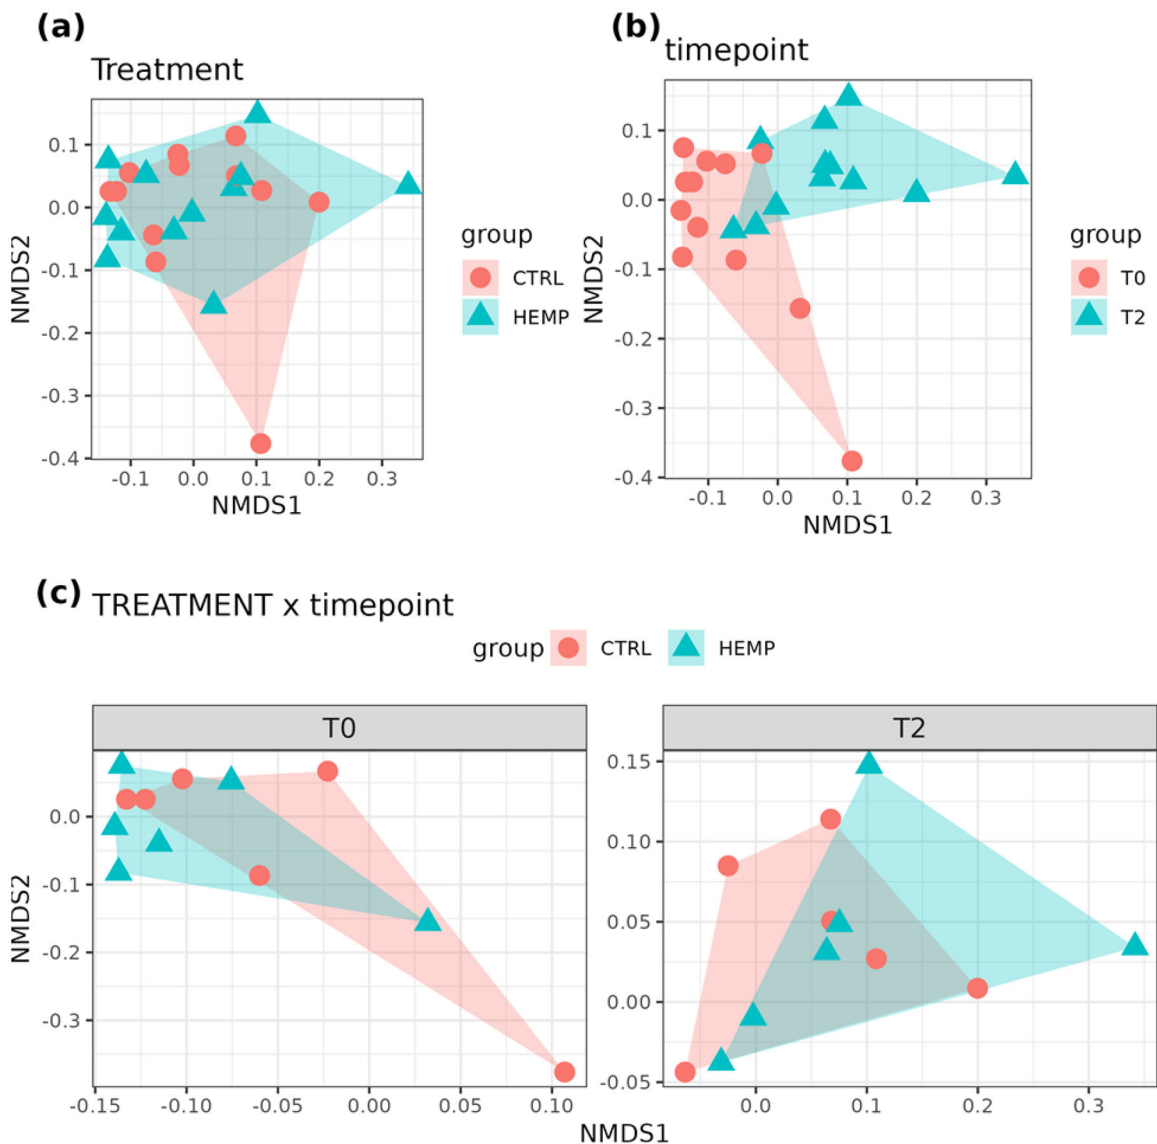 (a)
Treatment
NMDS2
0.1
0.0
-0.1
-0.2
-0.3
-0.4
-0.1 0.0 0.1 0.2 0.3
NMDS1
group
CTRL
HEMP
(b)
timepoint
NMDS2
0.1
0.0
-0.1
-0.2
-0.3
-0.4
-0.1 0.0 0.1 0.2 0.3
NMDS1
group
T0
T2
(c)
TREATMENT x timepoint
group CTRL HEMP
T0
NMDS2
0.0
-0.1
-0.2
-0.3
-0.15 -0.10 -0.05 0.00 0.05 0.10
T2
0.15
0.10
0.05
0.00
-0.05
0.0 0.1 0.2 0.3
NMDS1